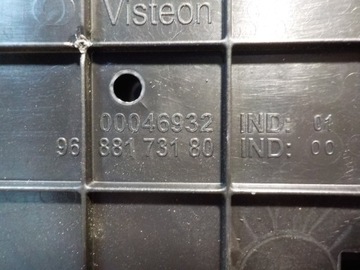 Visteon
00046932 IND: 01
96 881 731 80 IND: 00